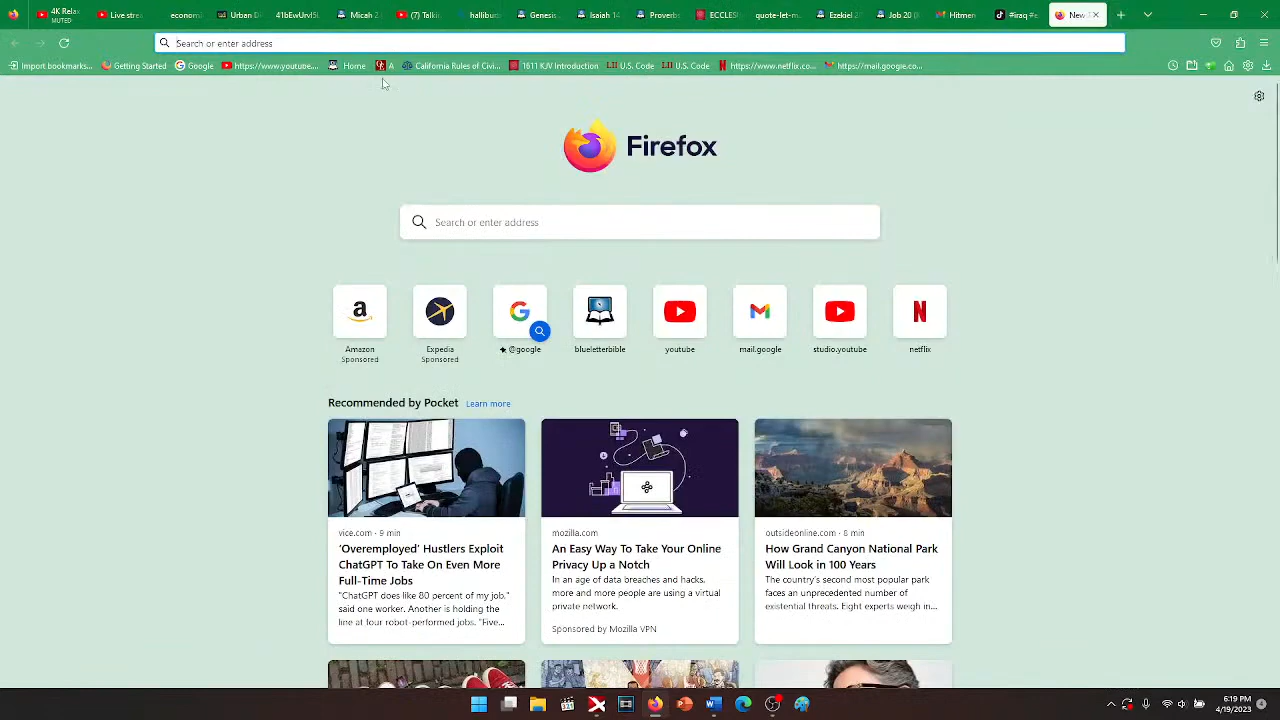 4K Relax
MUTED
Live stream
econom
Urban D
41bEwUrI5L
Micah 2
(7) Talkin
hallibur
Genesis
Isaiah 14
Proverbs
ECCLES
quote-let-m
Ezekiel 2
Job 20 (K
Hitmen
#iraq #e
New
Search or enter address
Import bookmarks...
Getting Started
Google
https://www.youtube....
Home
A
California Rules of Civi...
1611 KJV Introduction
U.S. Code
U.S. Code
https://www.netflix.co...
https://mail.google.co...
Firefox
Search or enter address
Amazon
Sponsored
Expedia
Sponsored
@google
blueletterbible
youtube
mail.google
studio.youtube
netflix
Recommended by Pocket Learn more
vice.com · 9 min
‘Overemployed’ Hustlers Exploit
ChatGPT To Take On Even More
Full-Time Jobs
"ChatGPT does like 80 percent of my job,"
said one worker. Another is holding the
line at four robot-performed jobs. "Five...
mozilla.com
An Easy Way To Take Your Online
Privacy Up a Notch
In an age of data breaches and hacks,
more and more people are using a virtual
private network.
Sponsored by Mozilla VPN
outsideonline.com · 8 min
How Grand Canyon National Park
Will Look in 100 Years
The country's second most popular park
faces an unprecedented number of
existential threats. Eight experts weigh in...
6:19 PM
4/19/2023